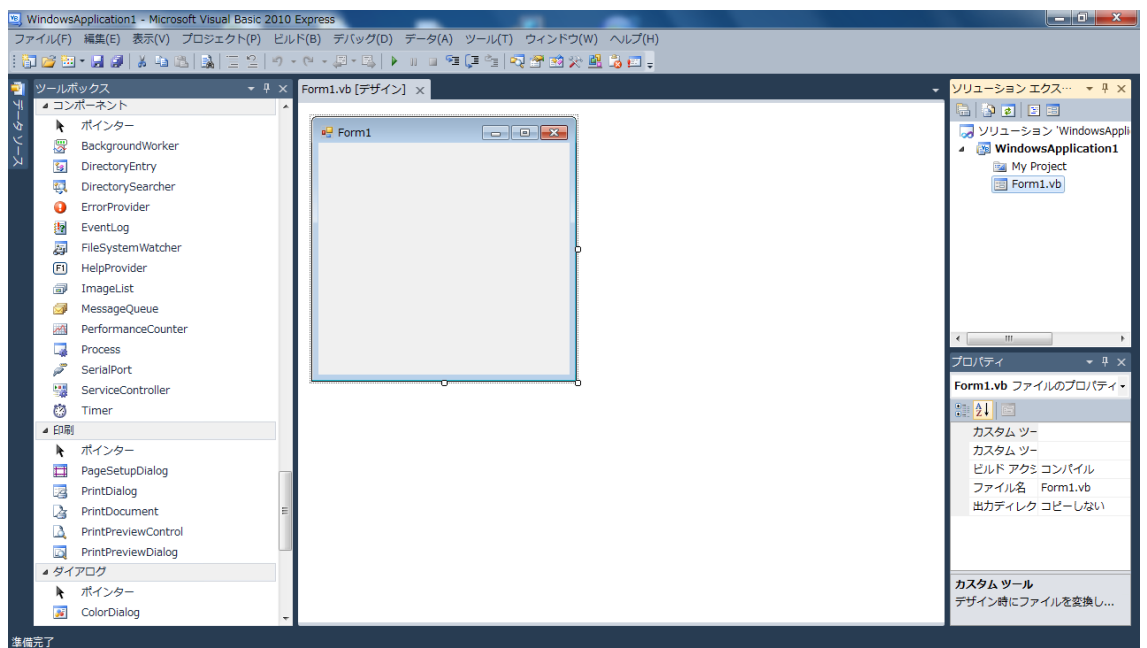 WindowsApplication1 - Microsoft Visual Basic 2010 Express
ファイル(F) 編集(E) 表示(V) プロジェクト(P) ビルド(B) デバッグ(D) データ(A) ツール(T) ウィンドウ(W) ヘルプ(H)
データ ソース
ツールボックス
コンポーネント
ポインター
BackgroundWorker
DirectoryEntry
DirectorySearcher
ErrorProvider
EventLog
FileSystemWatcher
F1 HelpProvider
ImageList
MessageQueue
PerformanceCounter
Process
SerialPort
ServiceController
Timer
印刷
ポインター
PageSetupDialog
PrintDialog
PrintDocument
PrintPreviewControl
PrintPreviewDialog
ダイアログ
ポインター
ColorDialog
Form1.vb [デザイン]
Form1
ソリューション エクス…
ソリューション 'WindowsAppli
WindowsApplication1
My Project
Form1.vb
プロパティ
Form1.vb ファイルのプロパティ
カスタム ツー
カスタム ツー
ビルド アクシ コンパイル
ファイル名 Form1.vb
出力ディレク コピーしない
カスタム ツール
デザイン時にファイルを変換し...
準備完了